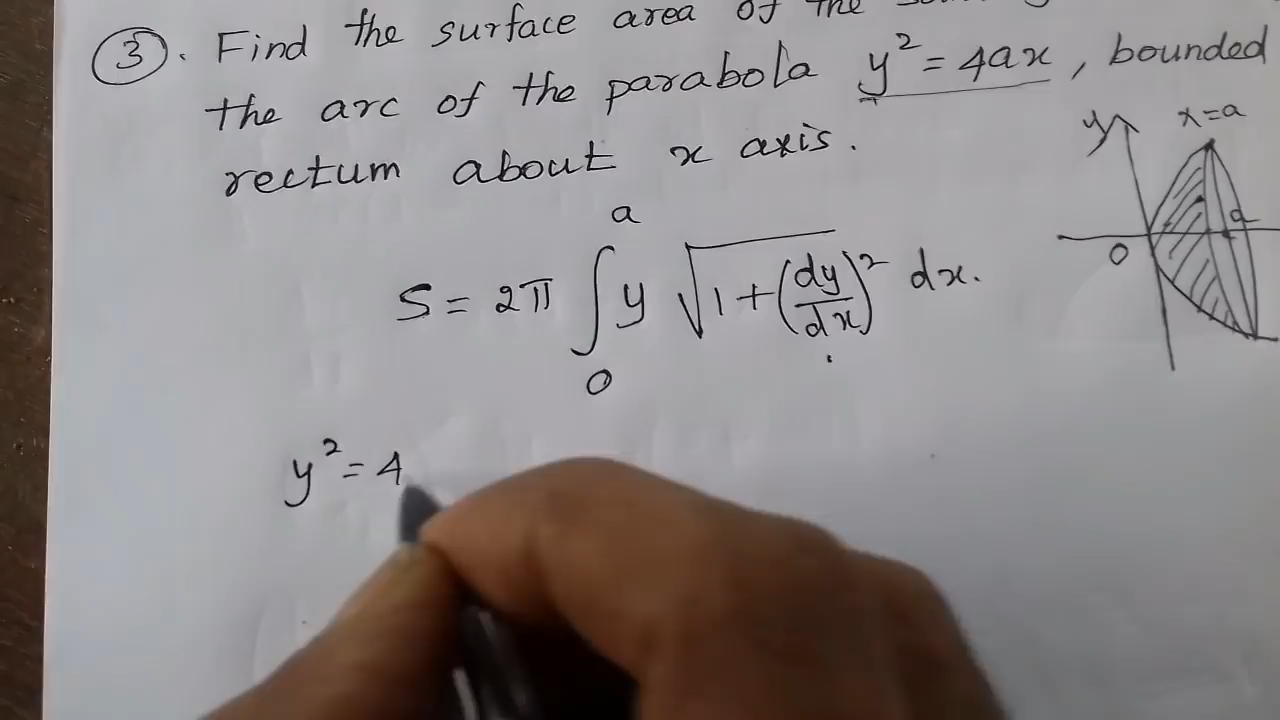 ③. Find the surface area of the
the arc of the parabola y² = 4ax, bounded
rectum about x axis.
S = 2π ∫₀ᵃ y √(1+(dy/dx)²) dx.
y² = 4
y
x=a
a
0